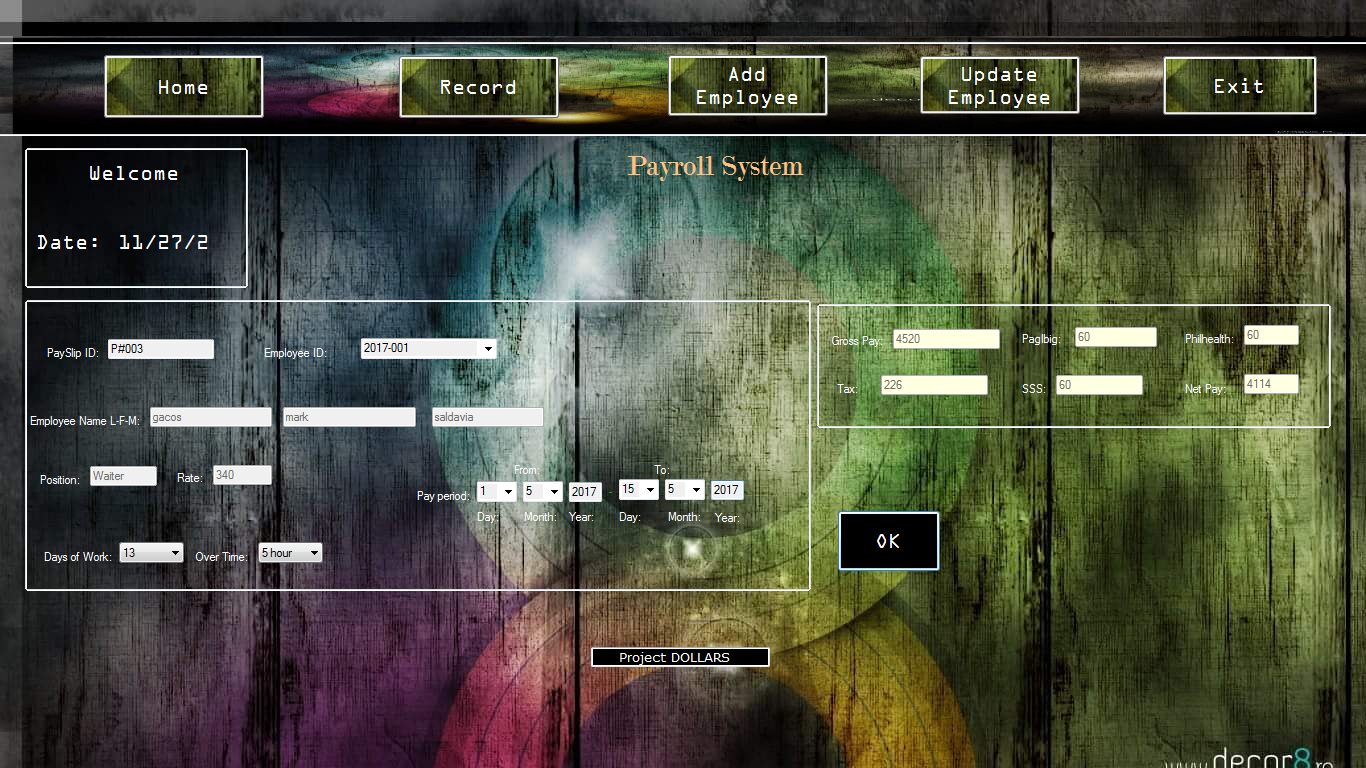 Home
Record
Add
Employee
Update
Employee
Exit
Welcome
Date: 11/27/2
Payroll System
PaySlip ID: P#003
Employee ID: 2017-001
Employee Name L-F-M: gacos mark saldavia
Position: Waiter
Rate: 340
From: To:
Pay period: 1 5 2017 - 15 5 2017
Day: Month: Year: Day: Month: Year:
Days of Work: 13
Over Time: 5 hour
Gross Pay: 4520
PagIbig: 60
Philhealth: 60
Tax: 226
SSS: 60
Net Pay: 4114
OK
Project DOLLARS
www.decor8.ro